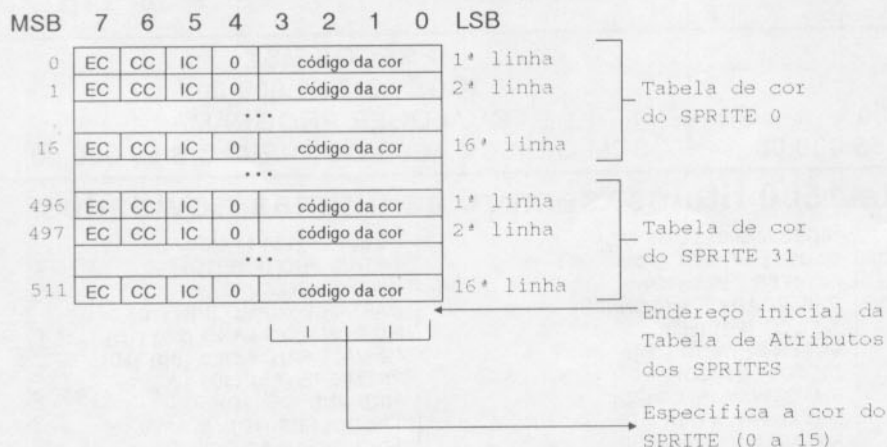 MSB 7 6 5 4 3 2 1 0 LSB
0 EC CC IC 0 código da cor 1ª linha
1 EC CC IC 0 código da cor 2ª linha
...
16 EC CC IC 0 código da cor 16ª linha
...
Tabela de cor
do SPRITE 0
496 EC CC IC 0 código da cor 1ª linha
497 EC CC IC 0 código da cor 2ª linha
...
511 EC CC IC 0 código da cor 16ª linha
Tabela de cor
do SPRITE 31
Endereço inicial da
Tabela de Atributos
dos SPRITES
Especifica a cor do
SPRITE (0 a 15)